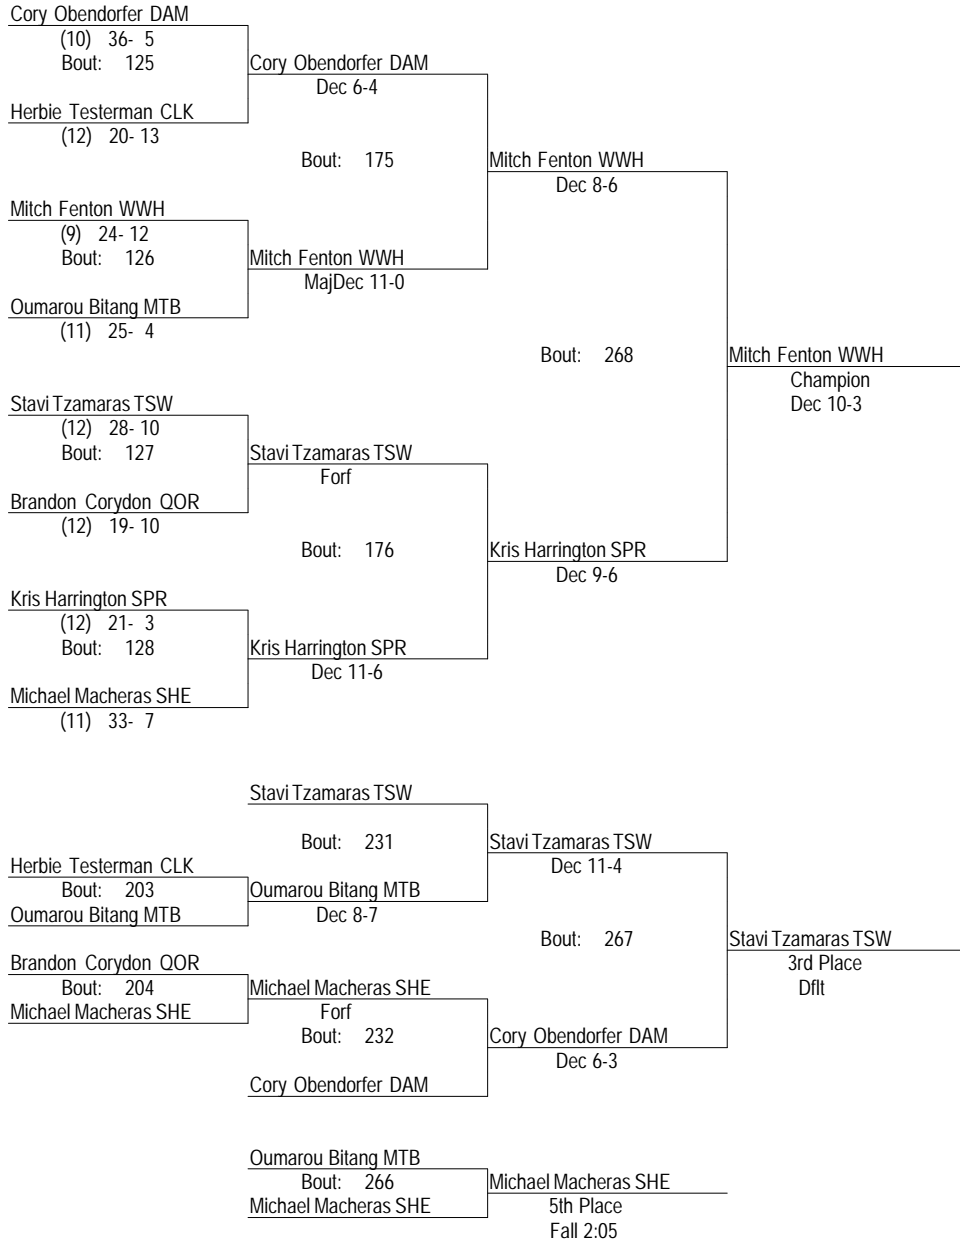 Cory Obendorfer DAM
(10) 36- 5
Bout: 125
Cory Obendorfer DAM
Dec 6-4
Herbie Testerman CLK
(12) 20- 13
Bout: 175
Mitch Fenton WWH
Dec 8-6
Mitch Fenton WWH
(9) 24- 12
Bout: 126
Mitch Fenton WWH
MajDec 11-0
Oumarou Bitang MTB
(11) 25- 4
Bout: 268
Mitch Fenton WWH
Champion
Dec 10-3
Stavi Tzamaras TSW
(12) 28- 10
Bout: 127
Stavi Tzamaras TSW
Forf
Brandon Corydon QOR
(12) 19- 10
Bout: 176
Kris Harrington SPR
Dec 9-6
Kris Harrington SPR
(12) 21- 3
Bout: 128
Kris Harrington SPR
Dec 11-6
Michael Macheras SHE
(11) 33- 7
Stavi Tzamaras TSW
Bout: 231
Stavi Tzamaras TSW
Dec 11-4
Herbie Testerman CLK
Bout: 203
Oumarou Bitang MTB
Oumarou Bitang MTB
Dec 8-7
Bout: 267
Stavi Tzamaras TSW
3rd Place
Dflt
Brandon Corydon QOR
Bout: 204
Michael Macheras SHE
Michael Macheras SHE
Forf
Bout: 232
Cory Obendorfer DAM
Dec 6-3
Cory Obendorfer DAM
Oumarou Bitang MTB
Bout: 266
Michael Macheras SHE
Michael Macheras SHE
5th Place
Fall 2:05